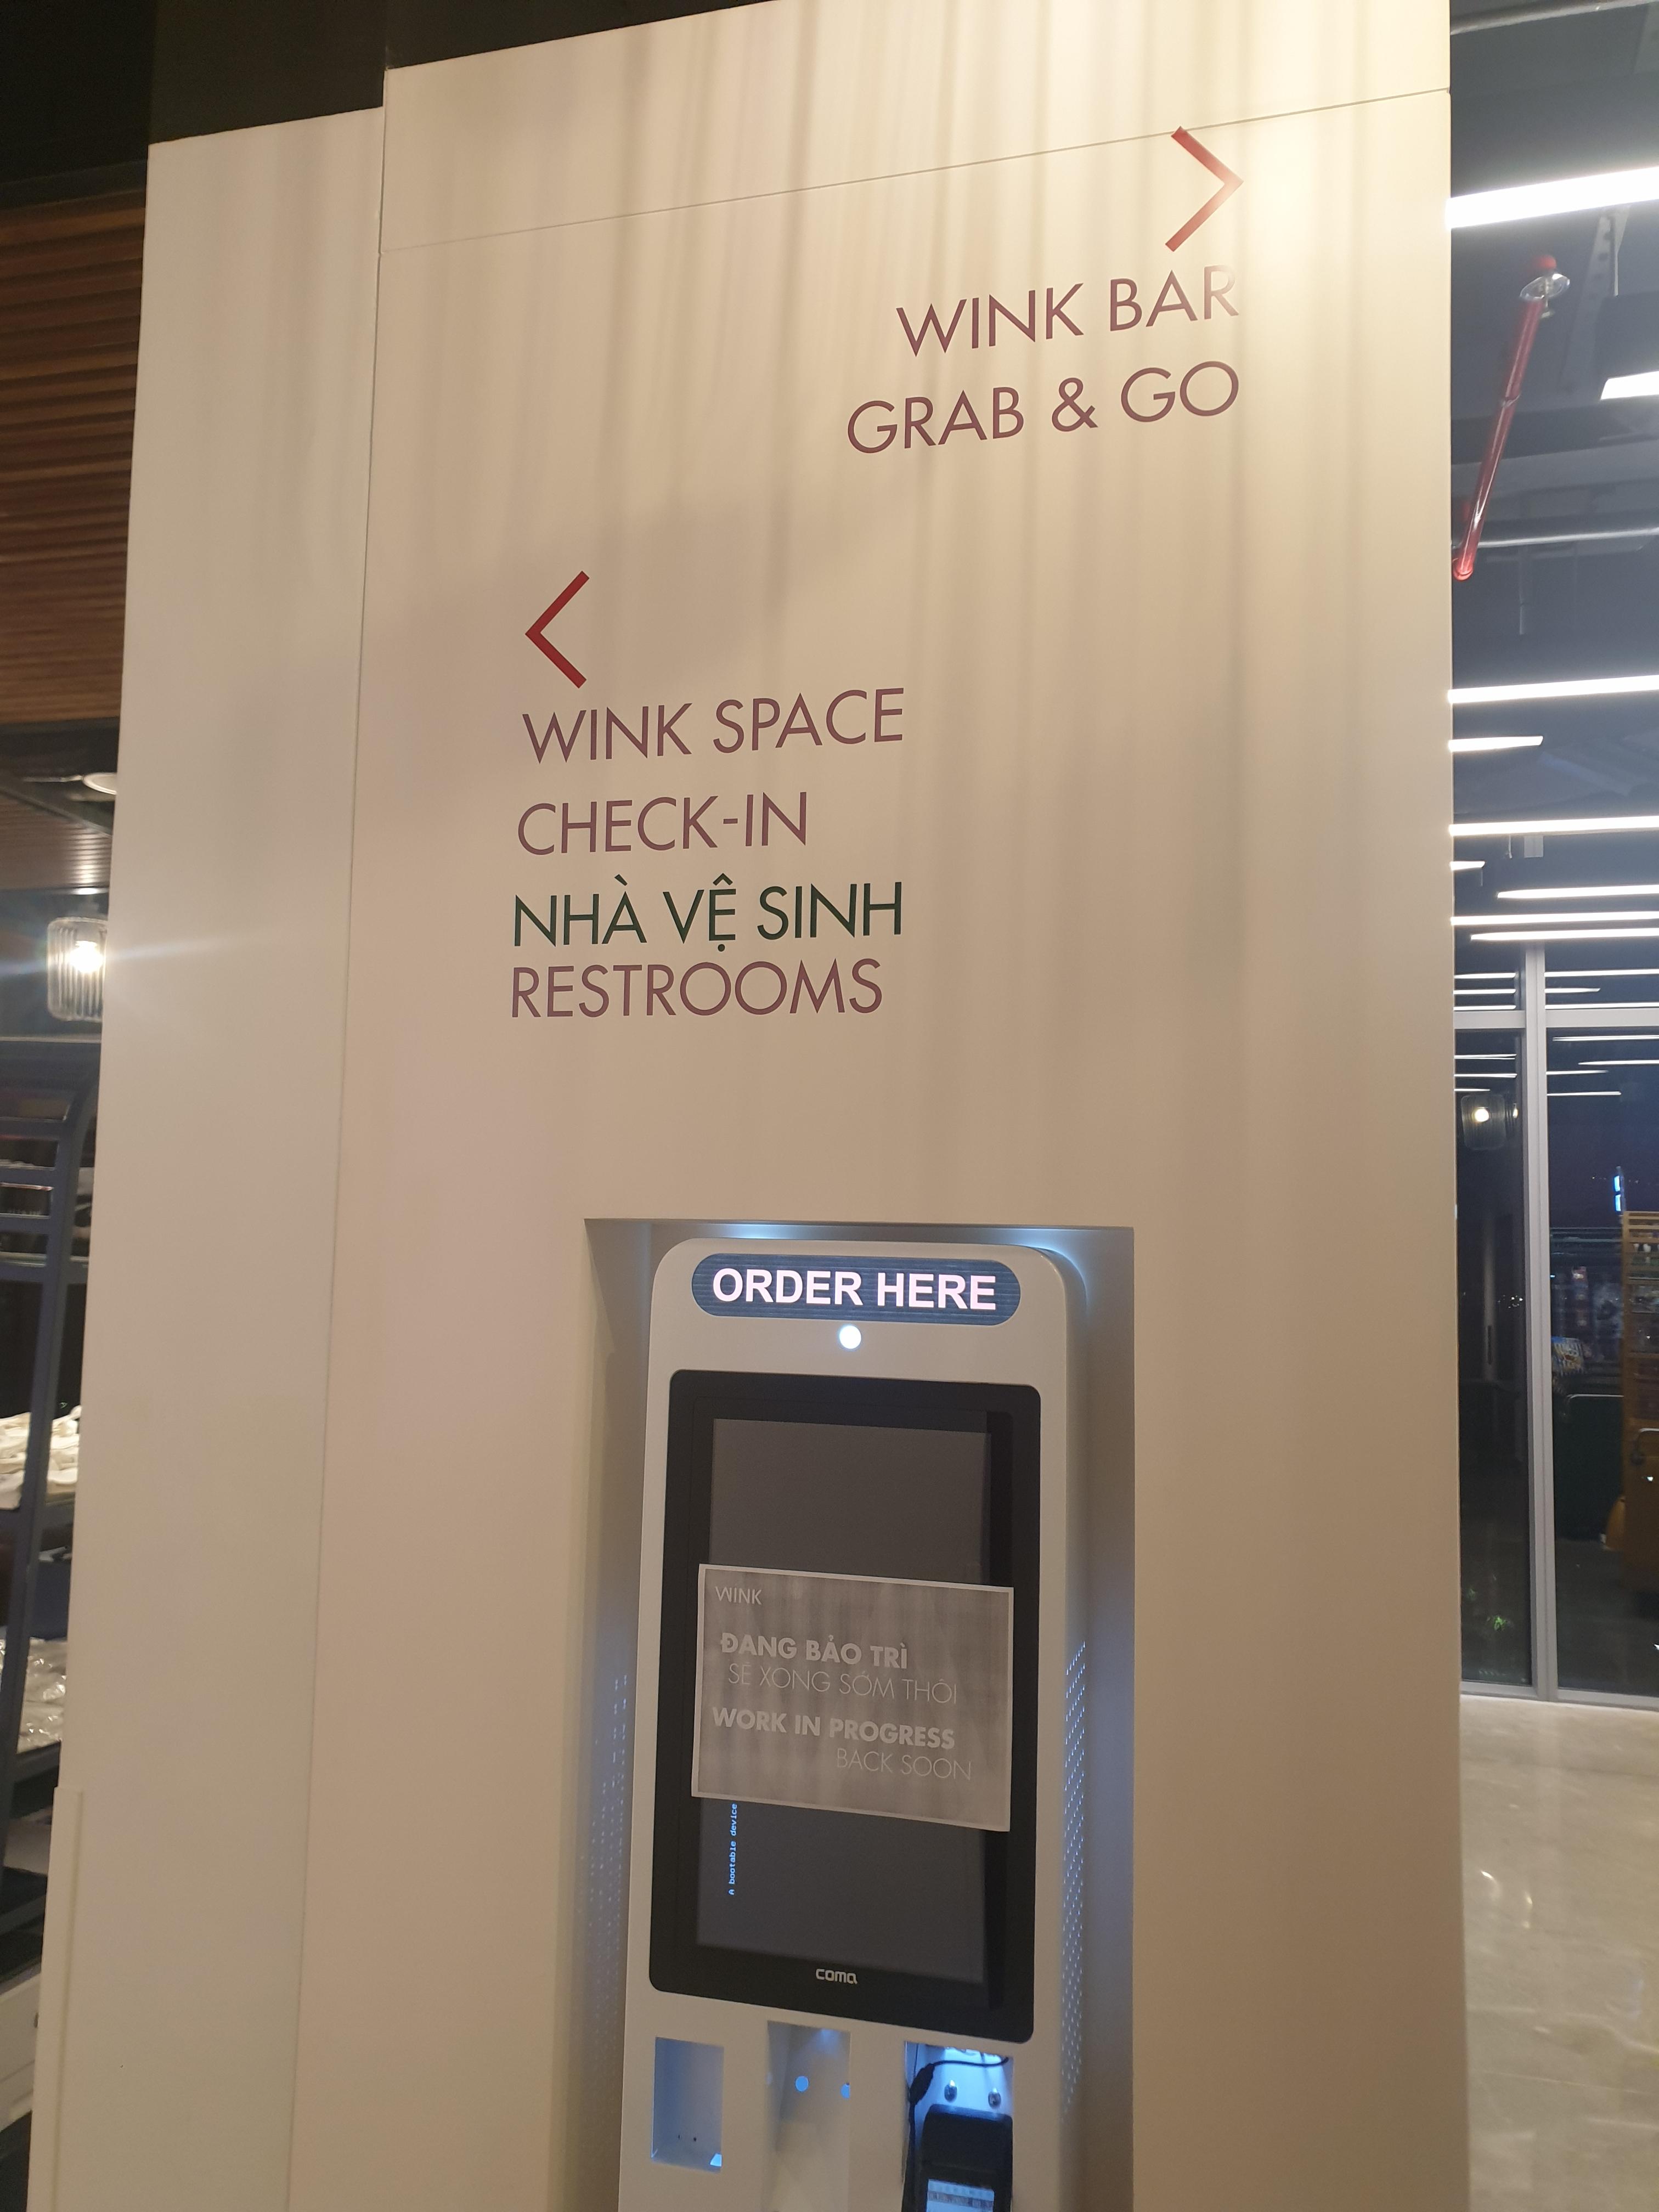 WINK BAR
GRAB & GO
WINK SPACE
CHECK-IN
NHÀ VỆ SINH
RESTROOMS
ORDER HERE
WINK
ĐANG BẢO TRÌ
SẼ XONG SỚM THÔI
WORK IN PROGRESS
BACK SOON
A bootable device
coma